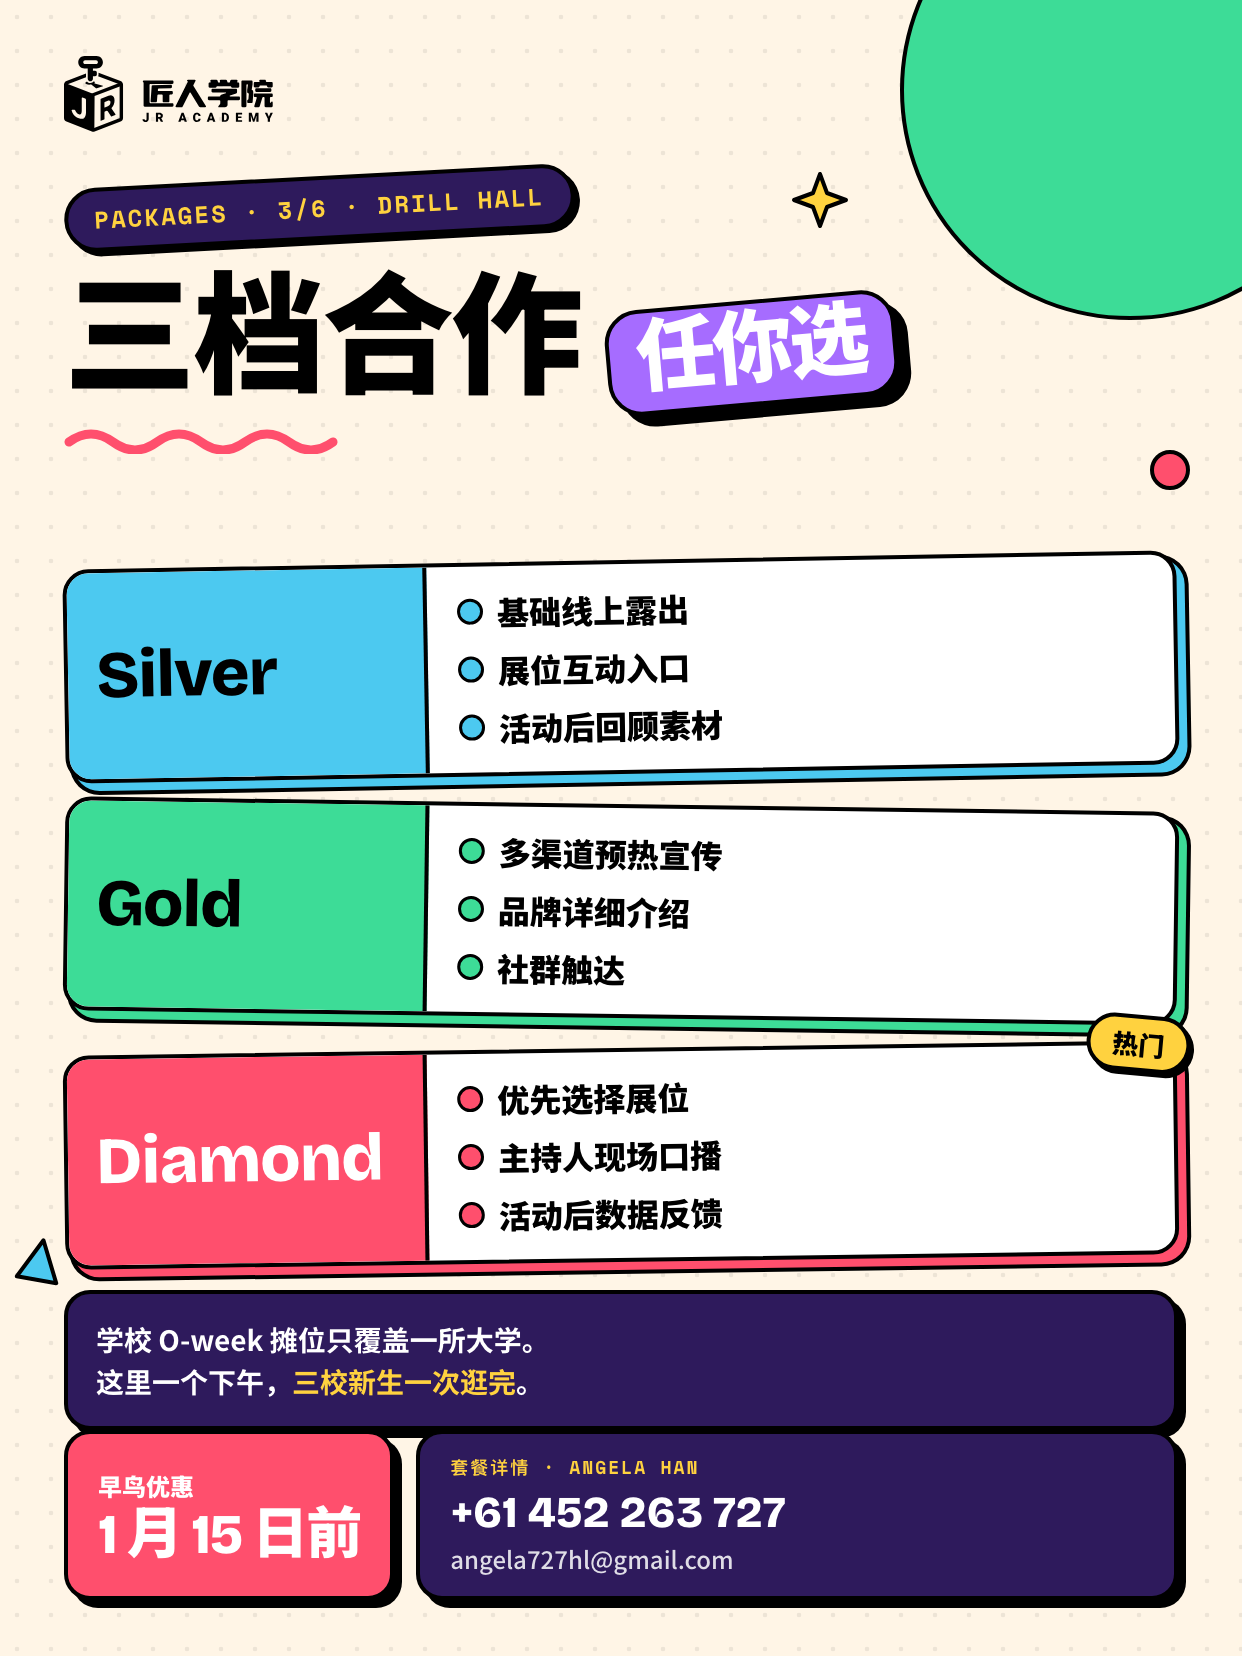 JR
匠人学院
JR ACADEMY
PACKAGES · 3/6 · DRILL HALL
三档合作 任你选
Silver
基础线上露出
展位互动入口
活动后回顾素材
Gold
多渠道预热宣传
品牌详细介绍
社群触达
热门
Diamond
优先选择展位
主持人现场口播
活动后数据反馈
学校 O-week 摊位只覆盖一所大学。
这里一个下午，三校新生一次逛完。
早鸟优惠
1 月 15 日前
套餐详情 · ANGELA HAN
+61 452 263 727
angela727hl@gmail.com